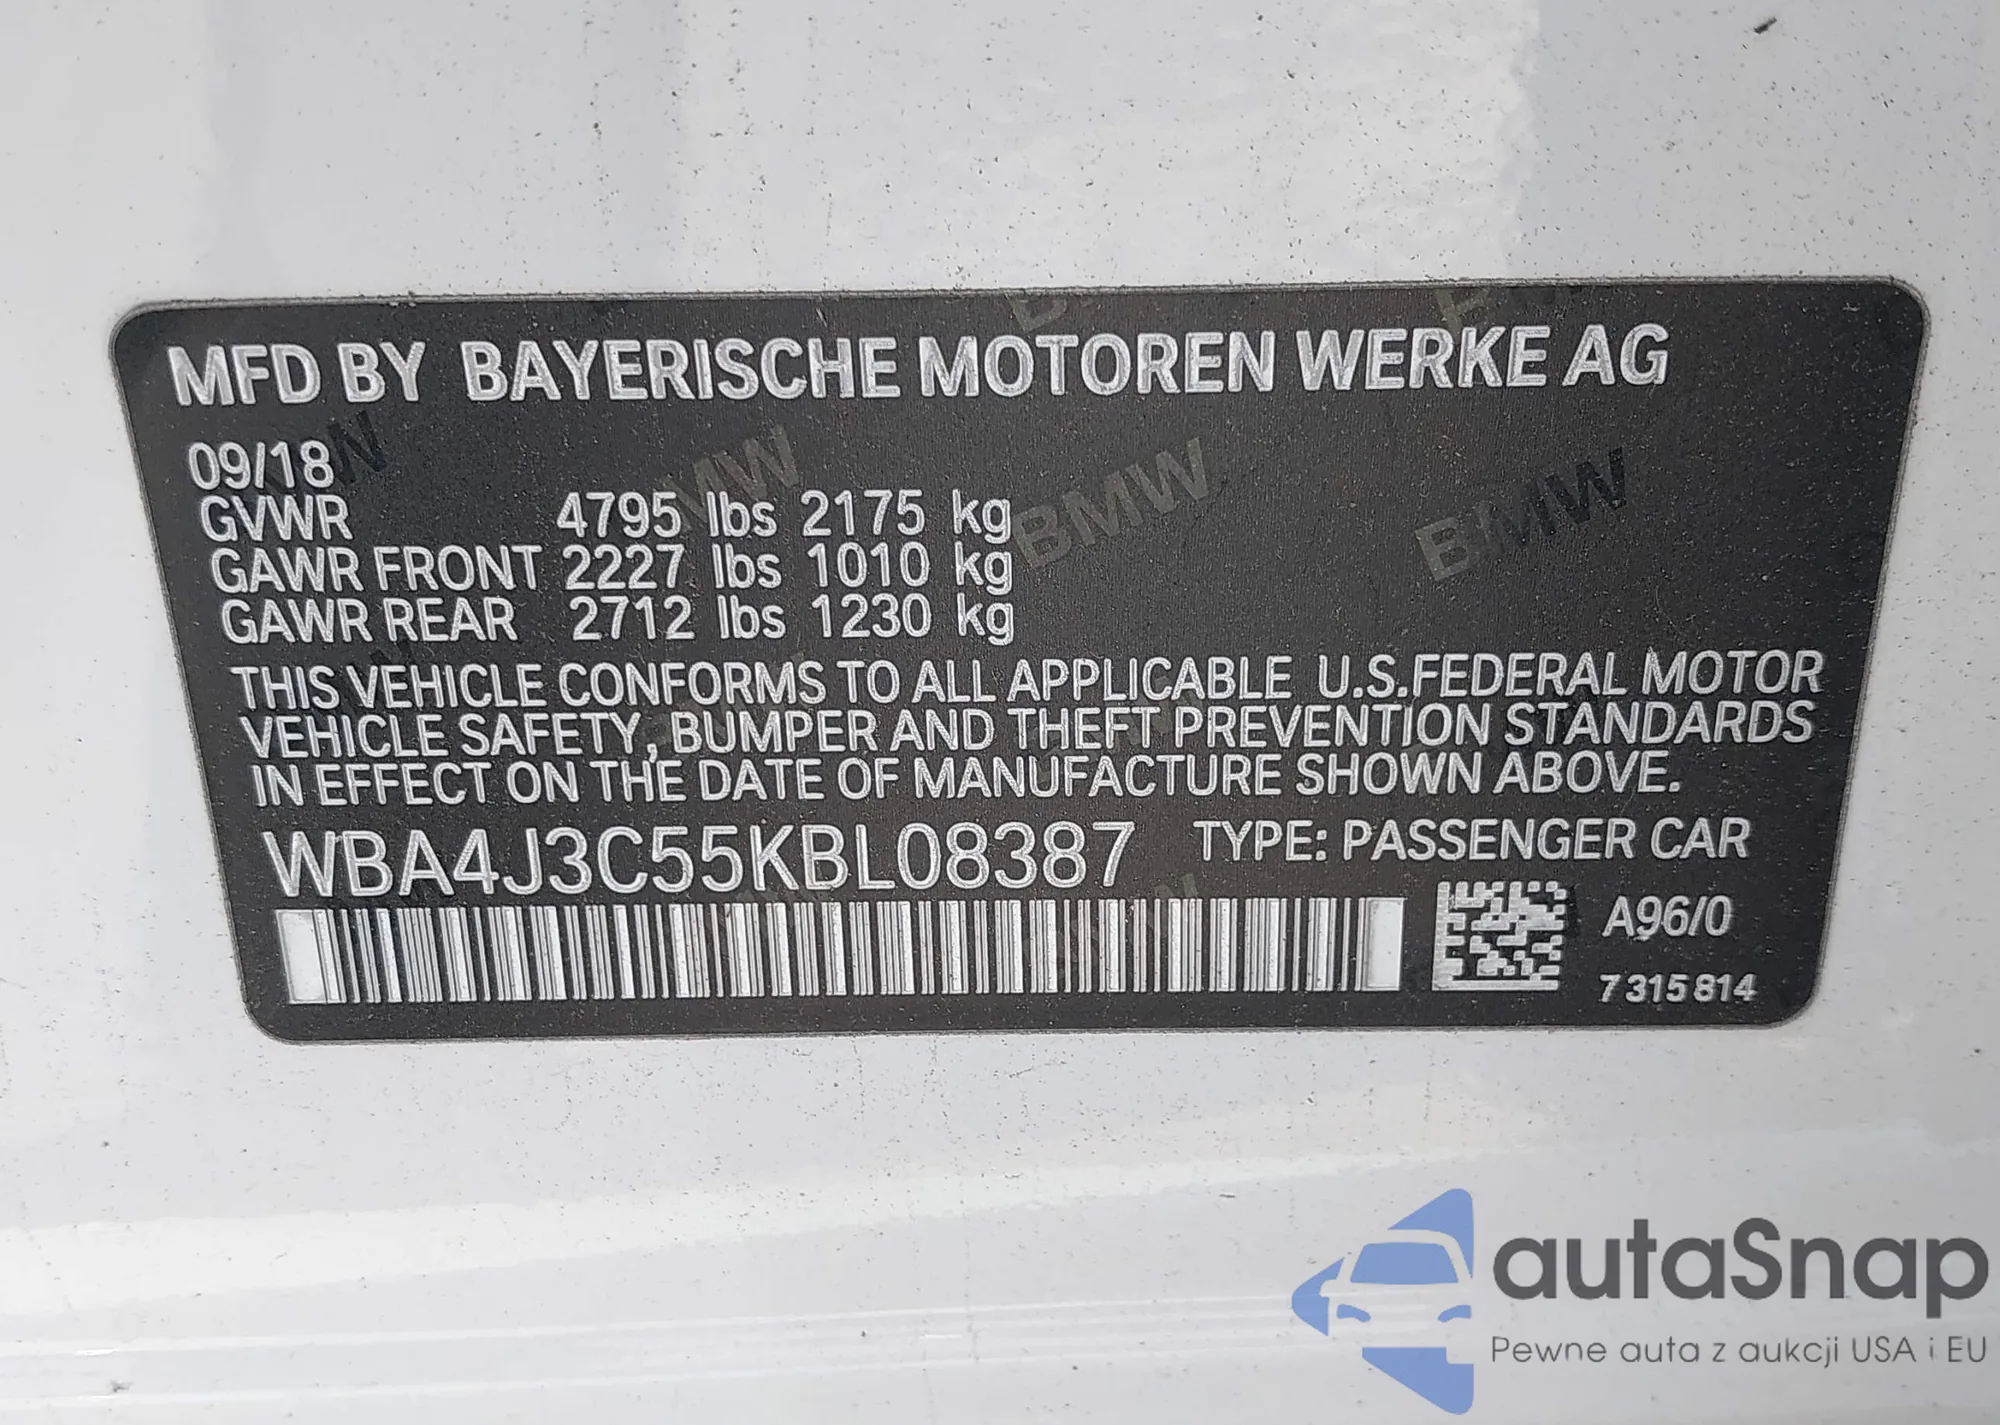 MFD BY BAYERISCHE MOTOREN WERKE AG
09/18
GVWR 4795 lbs 2175 kg
GAWR FRONT 2227 lbs 1010 kg
GAWR REAR 2712 lbs 1230 kg
THIS VEHICLE CONFORMS TO ALL APPLICABLE U.S.FEDERAL MOTOR
VEHICLE SAFETY, BUMPER AND THEFT PREVENTION STANDARDS
IN EFFECT ON THE DATE OF MANUFACTURE SHOWN ABOVE.
WBA4J3C55KBL08387 TYPE: PASSENGER CAR
A96/0
7 315 814
BMW
BMW
BMW
autaSnap
Pewne auta z aukcji USA i EU